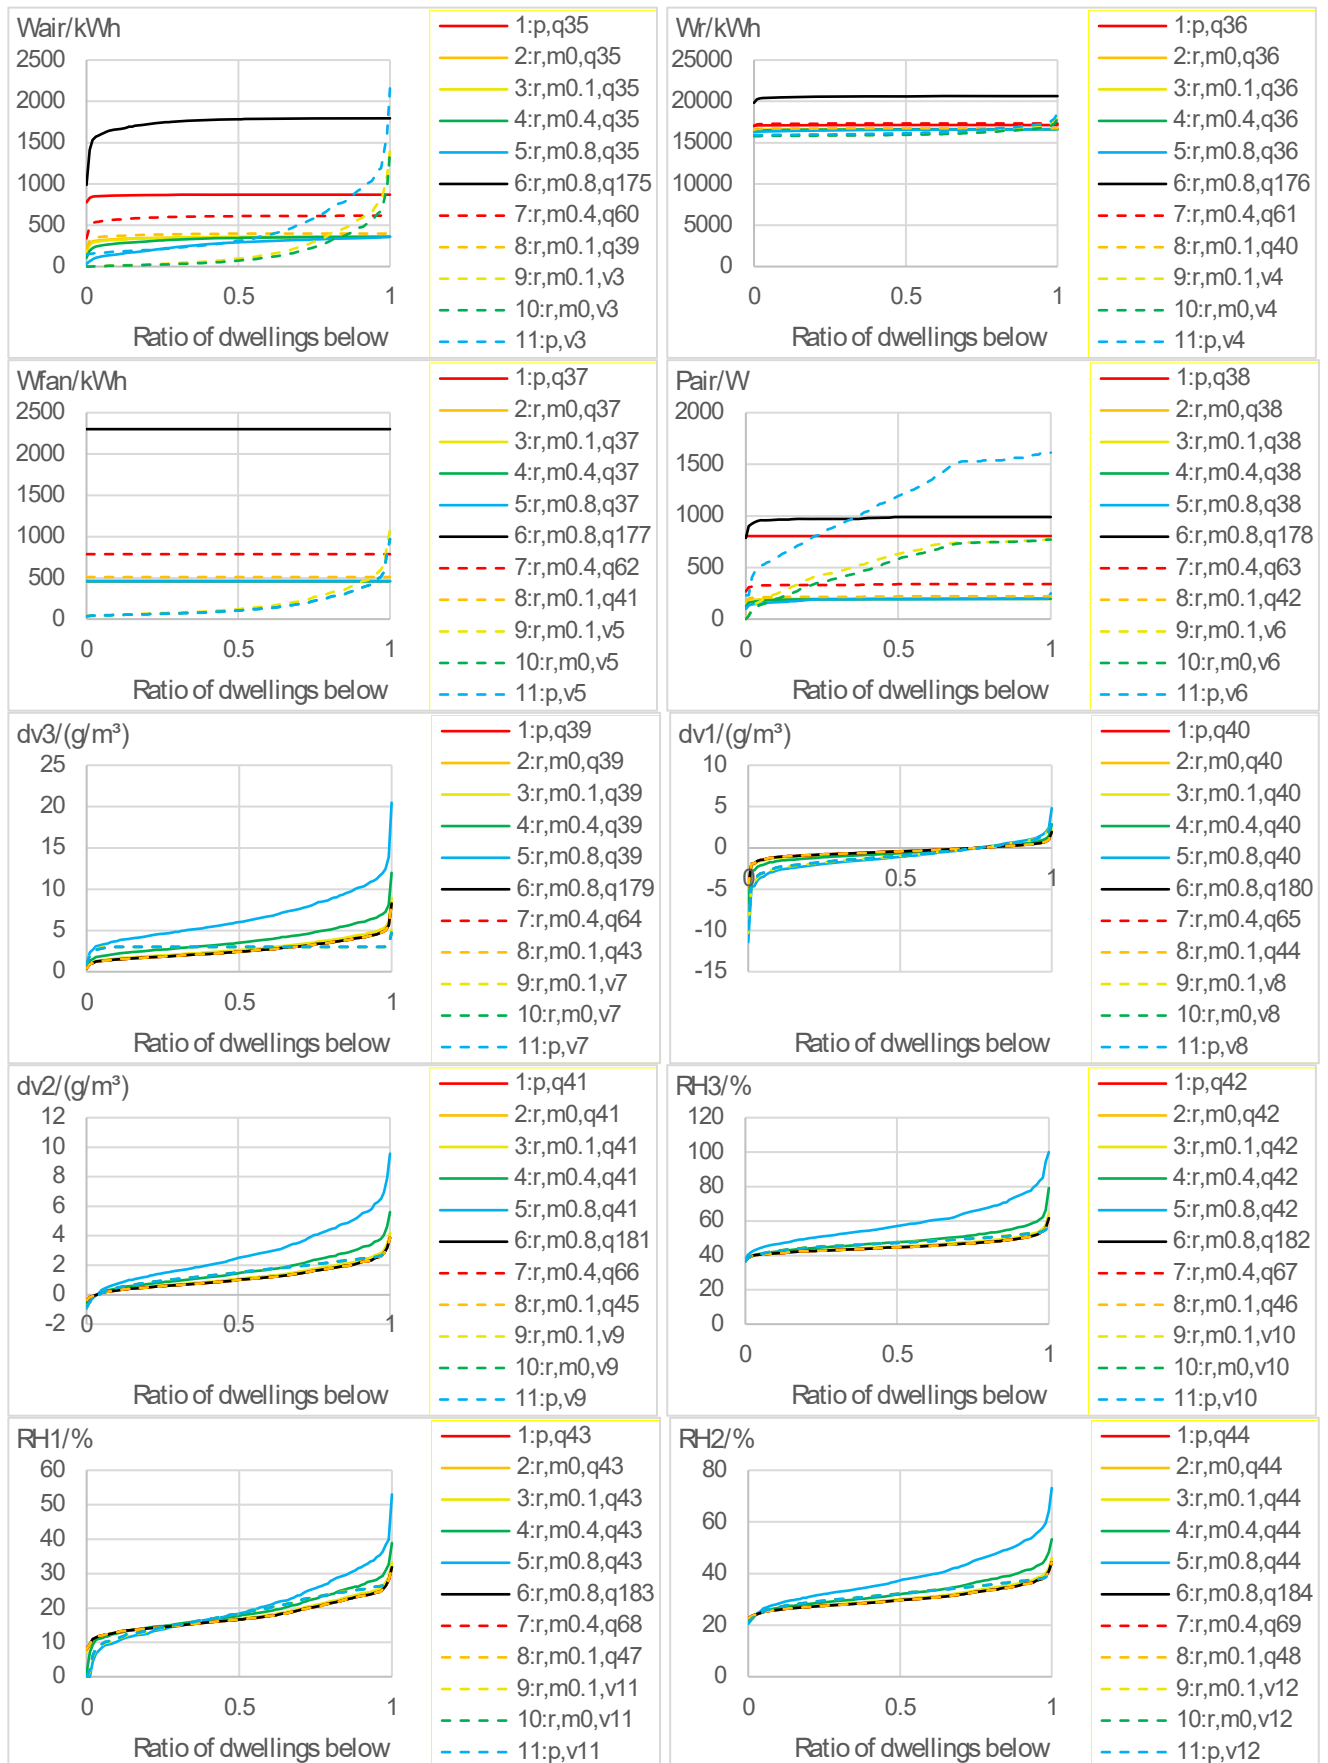 Wair/kWh
2500
2000
1500
1000
500
0
0
0.5
1
Ratio of dwellings below
1:p,q35
2:r,m0,q35
3:r,m0.1,q35
4:r,m0.4,q35
5:r,m0.8,q35
6:r,m0.8,q175
7:r,m0.4,q60
8:r,m0.1,q39
9:r,m0.1,v3
10:r,m0,v3
11:p,v3
Wr/kWh
25000
20000
15000
10000
5000
0
0
0.5
1
Ratio of dwellings below
1:p,q36
2:r,m0,q36
3:r,m0.1,q36
4:r,m0.4,q36
5:r,m0.8,q36
6:r,m0.8,q176
7:r,m0.4,q61
8:r,m0.1,q40
9:r,m0.1,v4
10:r,m0,v4
11:p,v4
Wfan/kWh
2500
2000
1500
1000
500
0
0
0.5
1
Ratio of dwellings below
1:p,q37
2:r,m0,q37
3:r,m0.1,q37
4:r,m0.4,q37
5:r,m0.8,q37
6:r,m0.8,q177
7:r,m0.4,q62
8:r,m0.1,q41
9:r,m0.1,v5
10:r,m0,v5
11:p,v5
Pair/W
2000
1500
1000
500
0
0
0.5
1
Ratio of dwellings below
1:p,q38
2:r,m0,q38
3:r,m0.1,q38
4:r,m0.4,q38
5:r,m0.8,q38
6:r,m0.8,q178
7:r,m0.4,q63
8:r,m0.1,q42
9:r,m0.1,v6
10:r,m0,v6
11:p,v6
dv3/(g/m³)
25
20
15
10
5
0
0
0.5
1
Ratio of dwellings below
1:p,q39
2:r,m0,q39
3:r,m0.1,q39
4:r,m0.4,q39
5:r,m0.8,q39
6:r,m0.8,q179
7:r,m0.4,q64
8:r,m0.1,q43
9:r,m0.1,v7
10:r,m0,v7
11:p,v7
dv1/(g/m³)
10
5
0
-5
-10
-15
0
0.5
1
Ratio of dwellings below
1:p,q40
2:r,m0,q40
3:r,m0.1,q40
4:r,m0.4,q40
5:r,m0.8,q40
6:r,m0.8,q180
7:r,m0.4,q65
8:r,m0.1,q44
9:r,m0.1,v8
10:r,m0,v8
11:p,v8
dv2/(g/m³)
12
10
8
6
4
2
0
-2
0
0.5
1
Ratio of dwellings below
1:p,q41
2:r,m0,q41
3:r,m0.1,q41
4:r,m0.4,q41
5:r,m0.8,q41
6:r,m0.8,q181
7:r,m0.4,q66
8:r,m0.1,q45
9:r,m0.1,v9
10:r,m0,v9
11:p,v9
RH3/%
120
100
80
60
40
20
0
0
0.5
1
Ratio of dwellings below
1:p,q42
2:r,m0,q42
3:r,m0.1,q42
4:r,m0.4,q42
5:r,m0.8,q42
6:r,m0.8,q182
7:r,m0.4,q67
8:r,m0.1,q46
9:r,m0.1,v10
10:r,m0,v10
11:p,v10
RH1/%
60
50
40
30
20
10
0
0
0.5
1
Ratio of dwellings below
1:p,q43
2:r,m0,q43
3:r,m0.1,q43
4:r,m0.4,q43
5:r,m0.8,q43
6:r,m0.8,q183
7:r,m0.4,q68
8:r,m0.1,q47
9:r,m0.1,v11
10:r,m0,v11
11:p,v11
RH2/%
80
60
40
20
0
0
0.5
1
Ratio of dwellings below
1:p,q44
2:r,m0,q44
3:r,m0.1,q44
4:r,m0.4,q44
5:r,m0.8,q44
6:r,m0.8,q184
7:r,m0.4,q69
8:r,m0.1,q48
9:r,m0.1,v12
10:r,m0,v12
11:p,v12